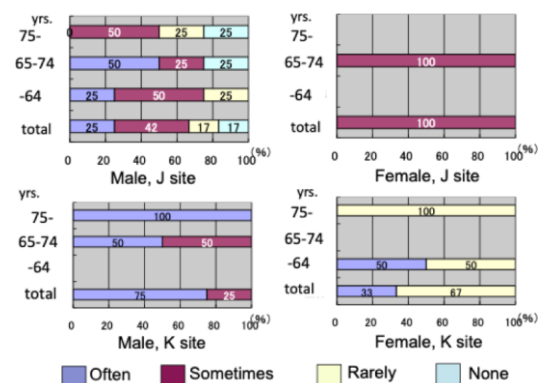 yrs.
75-
0 50 25 25
65-74
50 25 25
-64
25 50 25
total
25 42 17 17
0 20 40 60 80 100 (%)
Male, J site
75-
65-74
100
-64
total
100
0 20 40 60 80 100 (%)
Female, J site
yrs.
75-
100
65-74
50 50
-64
total
75 25
0 20 40 60 80 100 (%)
Male, K site
yrs.
75-
100
65-74
-64
50 50
total
33 67
0 20 40 60 80 100 (%)
Female, K site
Often Sometimes Rarely None